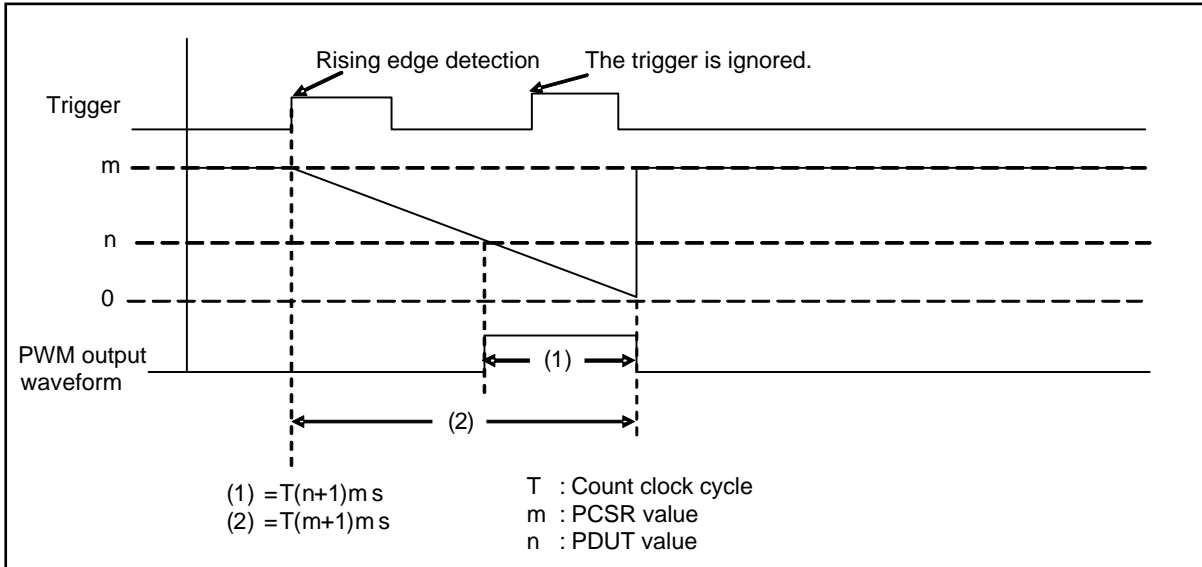 Rising edge detection
The trigger is ignored.
Trigger
m
n
0
PWM output
waveform
(1)
(2)
(1) =T(n+1)m s
(2) =T(m+1)m s
T : Count clock cycle
m : PCSR value
n : PDUT value